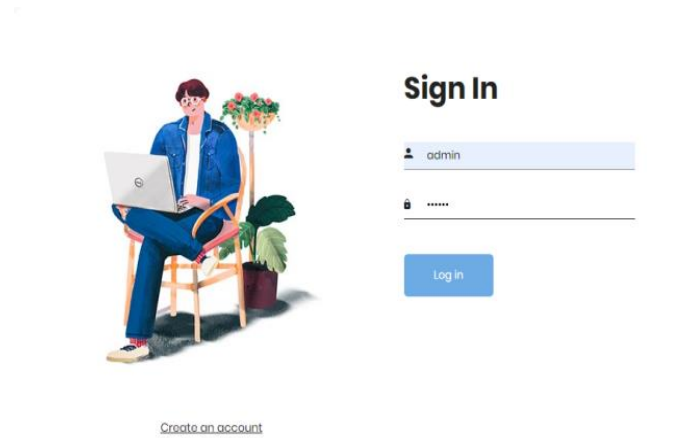 Sign In
admin
••••••
Log in
Create an account